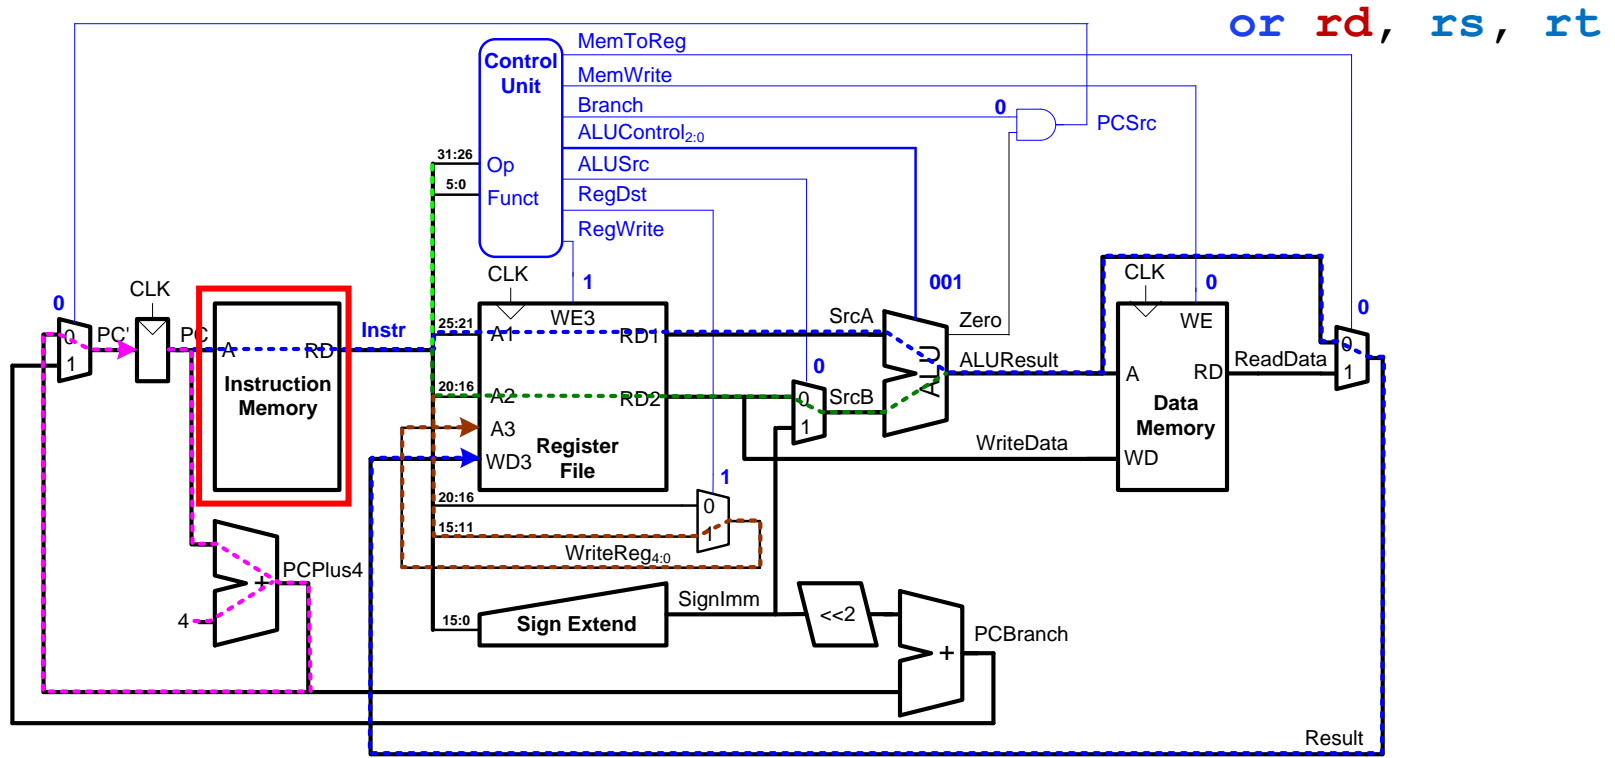 or rd, rs, rt
MemToReg
Control
Unit
MemWrite
Branch
0
PCSrc
ALUControl2:0
31:26
Op
ALUSrc
5:0
Funct
RegDst
RegWrite
CLK
1
CLK
001
CLK
0
0
0
Instr
25:21
A1
WE3
RD1
SrcA
Zero
WE
0
1
PC'
PC
A
RD
Instruction
Memory
ALU
ALUResult
ReadData
0
1
A
RD
0
20:16
A2
RD2
0
1
SrcB
A3
Register
File
WD3
Data
Memory
WriteData
WD
1
20:16
0
15:11
1
WriteReg4:0
PCPlus4
+
4
SignImm
15:0
Sign Extend
<<2
PCBranch
+
Result